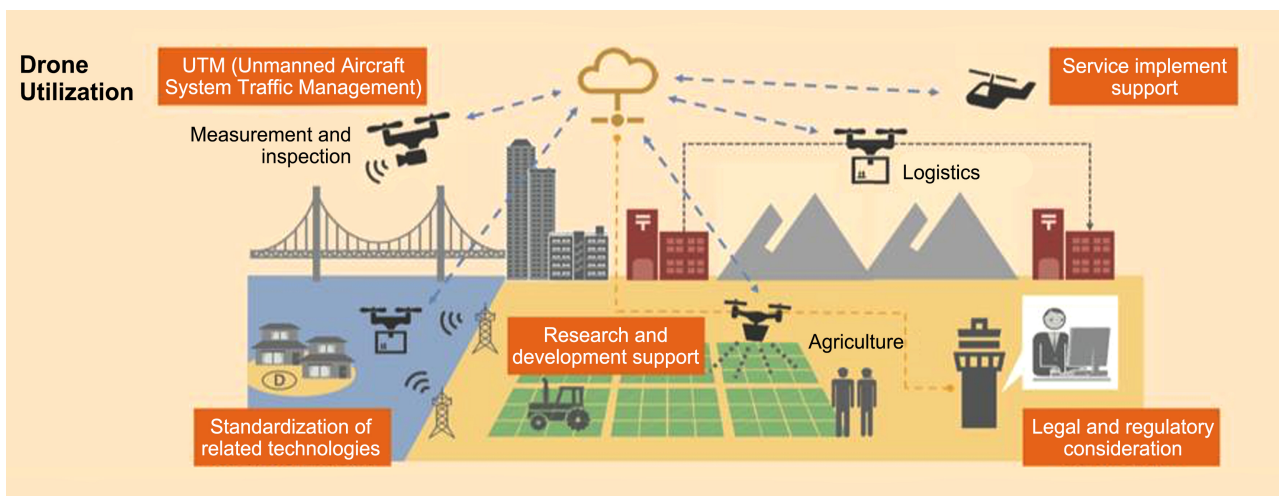 Drone
Utilization
UTM (Unmanned Aircraft
System Traffic Management)
Service implement
support
Measurement and
inspection
Logistics
〒
〒
Research and
development support
Agriculture
D
Standardization of
related technologies
Legal and regulatory
consideration